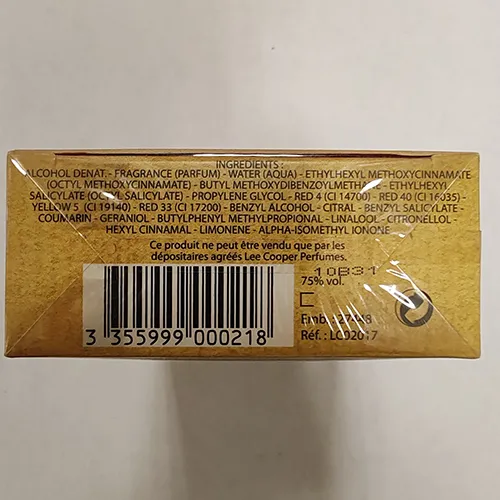 INGREDIENTS :
ALCOHOL DENAT. - FRAGRANCE (PARFUM) - WATER (AQUA) - ETHYLHEXYL METHOXYCINNAMATE
(OCTYL METHOXYCINNAMATE) - BUTYL METHOXYDIBENZOYLMETHANE - ETHYLHEXYL
SALICYLATE (OCTYL SALICYLATE) - PROPYLENE GLYCOL - RED 4 (CI 14700) - RED 40 (CI 16035) -
YELLOW 5 (CI 19140) - RED 33 (CI 17200) - BENZYL ALCOHOL - CITRAL - BENZYL SALICYLATE
COUMARIN - GERANIOL - BUTYLPHENYL METHYLPROPIONAL - LINALOOL - CITRONELLOL -
HEXYL CINNAMAL - LIMONENE - ALPHA-ISOMETHYL IONONE
Ce produit ne peut être vendu que par les
dépositaires agréés Lee Cooper Perfumes.
10B31
75% vol.
Emb :
Réf. : LC02017
3 355999 000218